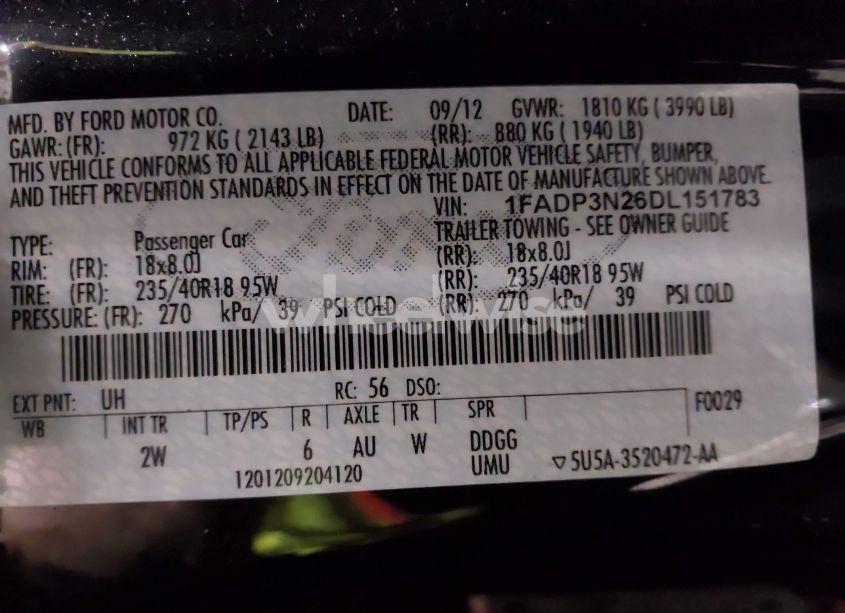 MFD. BY FORD MOTOR CO. DATE: 09/12 GVWR: 1810 KG ( 3990 LB)
GAWR: (FR): 972 KG ( 2143 LB) (RR): 880 KG ( 1940 LB)
THIS VEHICLE CONFORMS TO ALL APPLICABLE FEDERAL MOTOR VEHICLE SAFETY, BUMPER,
AND THEFT PREVENTION STANDARDS IN EFFECT ON THE DATE OF MANUFACTURE SHOWN ABOVE.
VIN: 1FADP3N26DL151783
TYPE: Passenger Car TRAILER TOWING - SEE OWNER GUIDE
RIM: (FR): 18x8.0J (RR): 18x8.0J
TIRE: (FR): 235/40R18 95W (RR): 235/40R18 95W
PRESSURE: (FR): 270 kPa/ 39 PSI COLD (RR): 270 kPa/ 39 PSI COLD
wheelwise
EXT PNT: UH RC: 56 DSO: F0029
WB INT TR TP/PS R AXLE TR SPR
2W 6 AU W DDGG
UMU ▽5U5A-3520472-AA
1201209204120